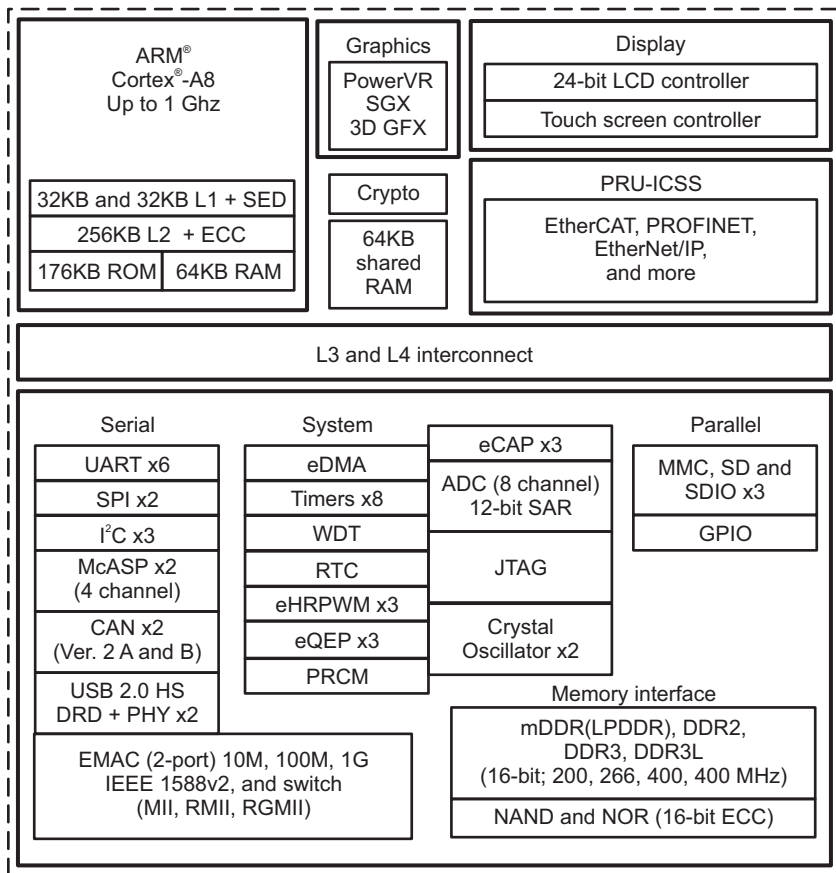 ARM®
Cortex®-A8
Up to 1 Ghz
32KB and 32KB L1 + SED
256KB L2 + ECC
176KB ROM
64KB RAM
Graphics
PowerVR
SGX
3D GFX
Crypto
64KB
shared
RAM
Display
24-bit LCD controller
Touch screen controller
PRU-ICSS
EtherCAT, PROFINET,
EtherNet/IP,
and more
L3 and L4 interconnect
Serial
UART x6
SPI x2
I²C x3
McASP x2
(4 channel)
CAN x2
(Ver. 2 A and B)
USB 2.0 HS
DRD + PHY x2
EMAC (2-port) 10M, 100M, 1G
IEEE 1588v2, and switch
(MII, RMII, RGMII)
System
eDMA
Timers x8
WDT
RTC
eHRPWM x3
eQEP x3
PRCM
eCAP x3
ADC (8 channel)
12-bit SAR
JTAG
Crystal
Oscillator x2
Parallel
MMC, SD and
SDIO x3
GPIO
Memory interface
mDDR(LPDDR), DDR2,
DDR3, DDR3L
(16-bit; 200, 266, 400, 400 MHz)
NAND and NOR (16-bit ECC)